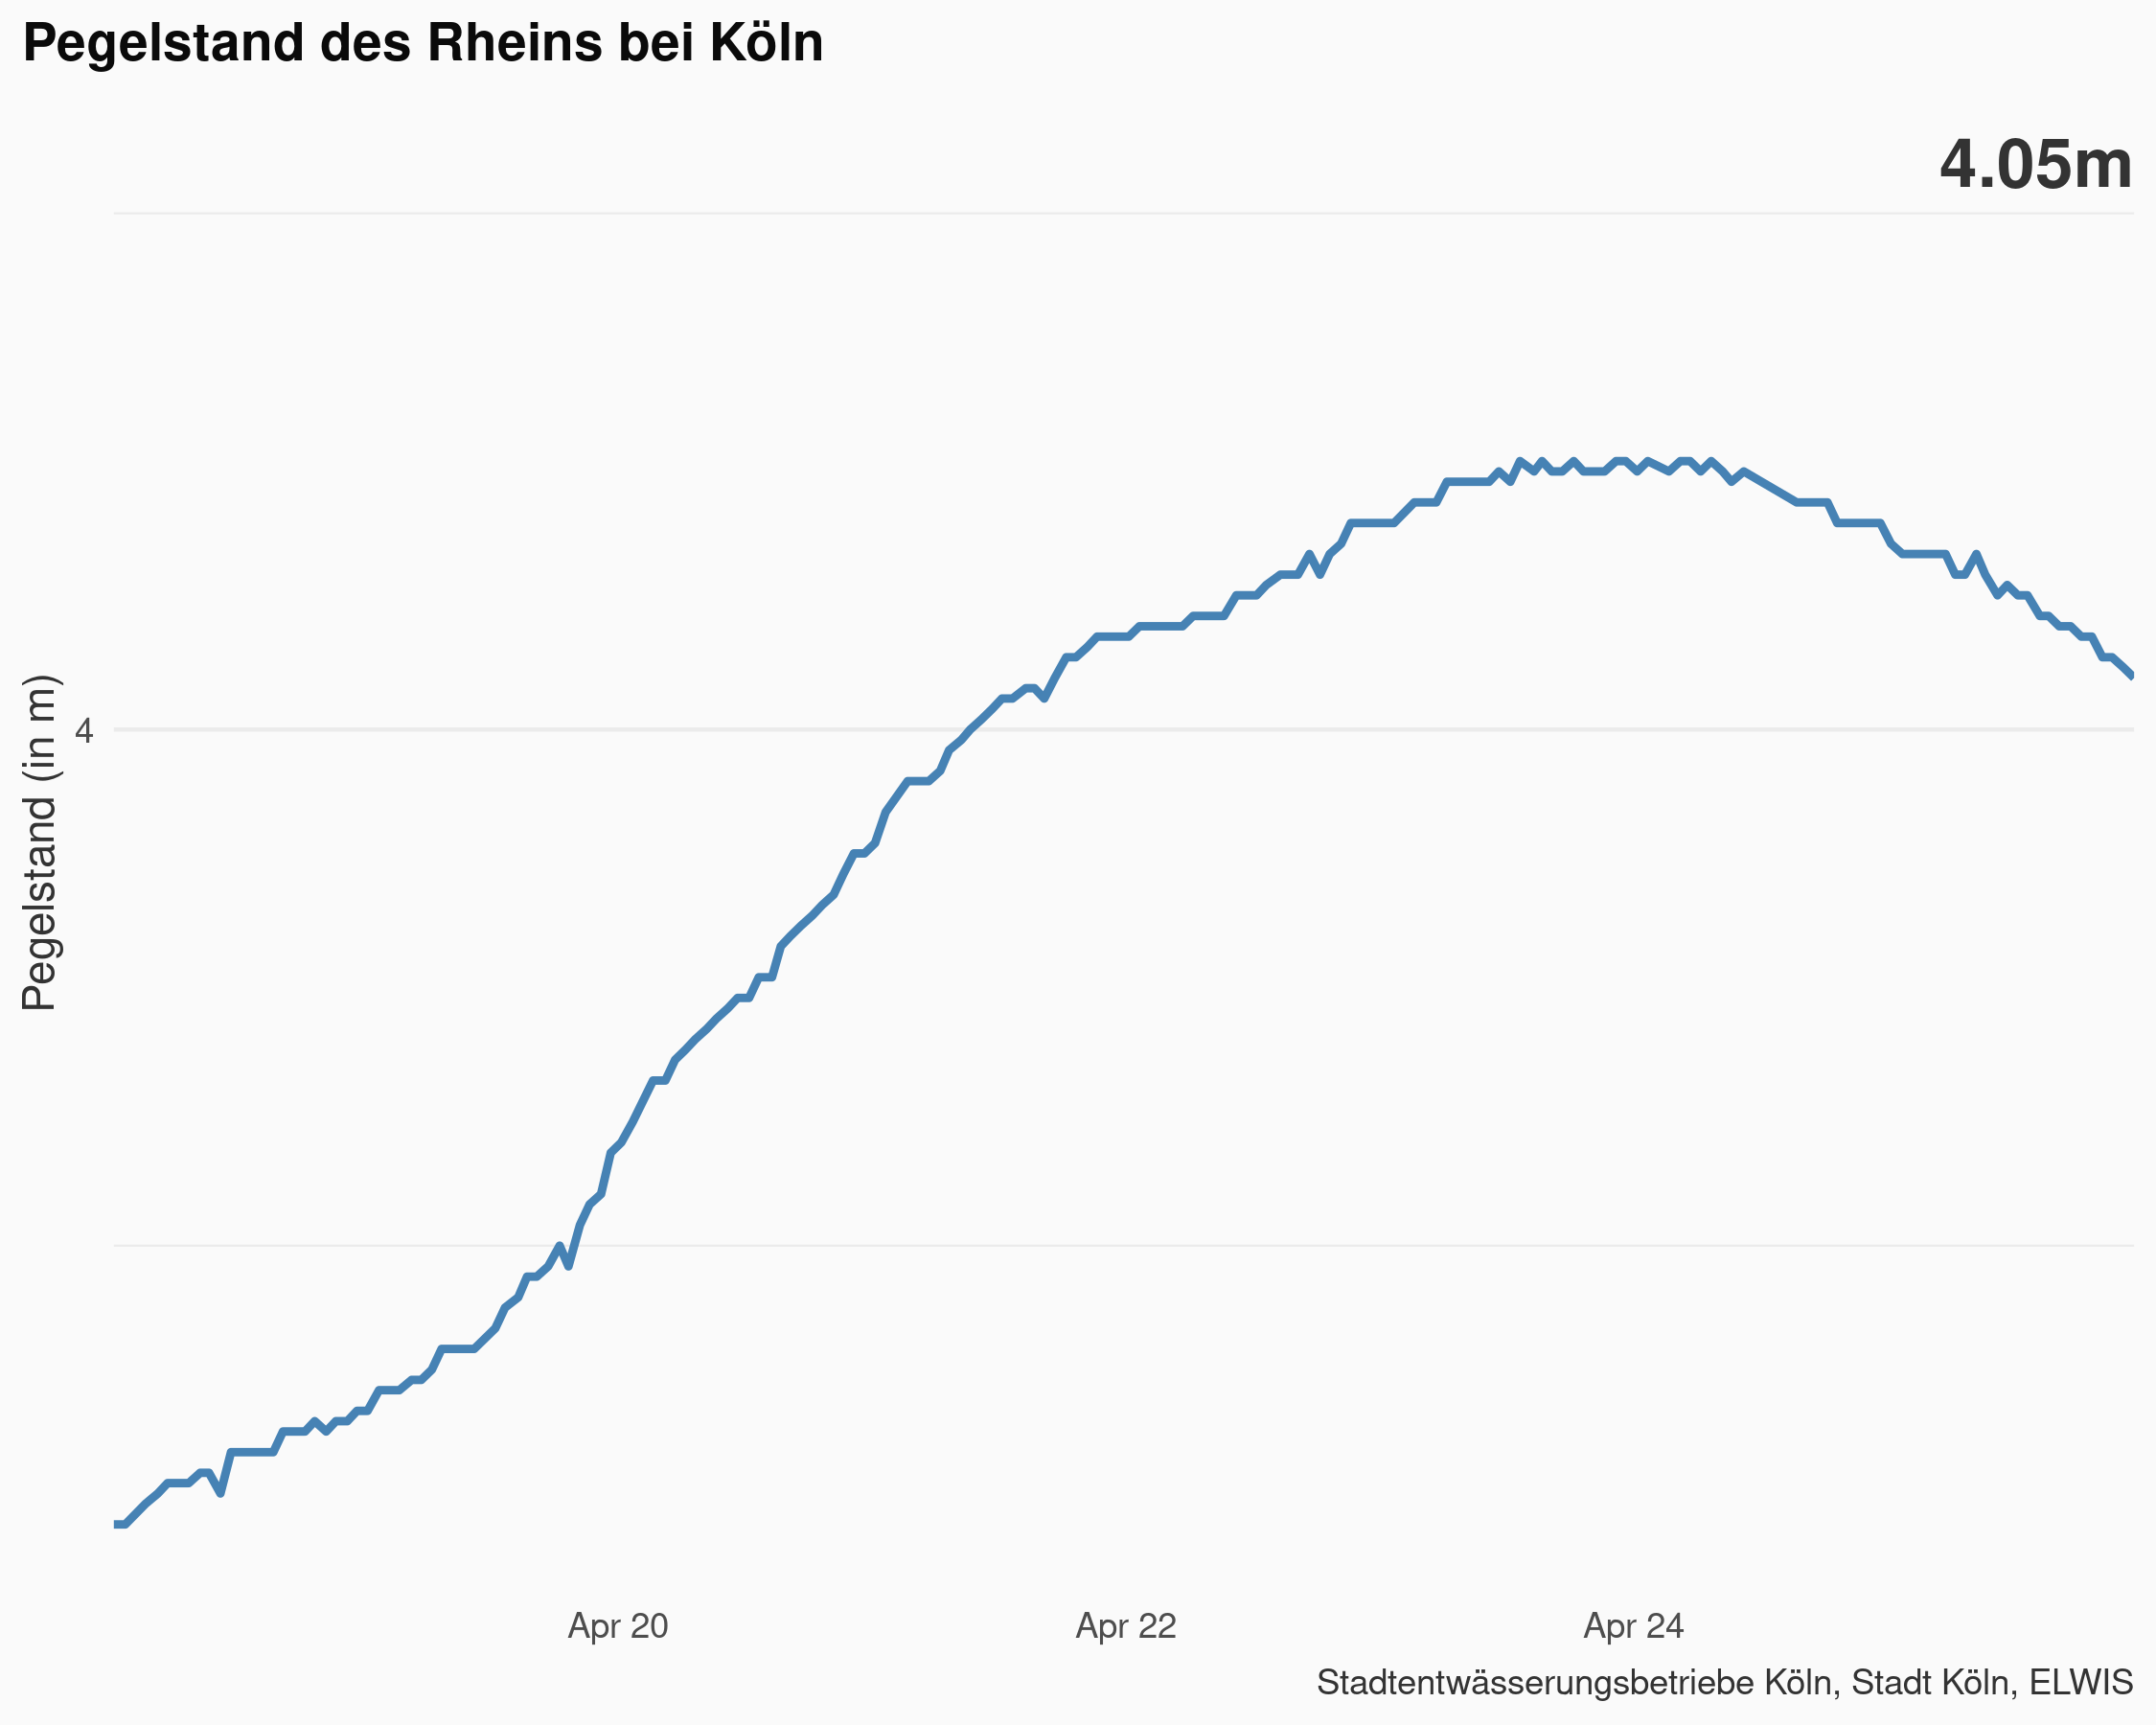 Pegelstand des Rheins bei Köln
4.05m
Pegelstand (in m)
4
Apr 20
Apr 22
Apr 24
Stadtentwässerungsbetriebe Köln, Stadt Köln, ELWIS